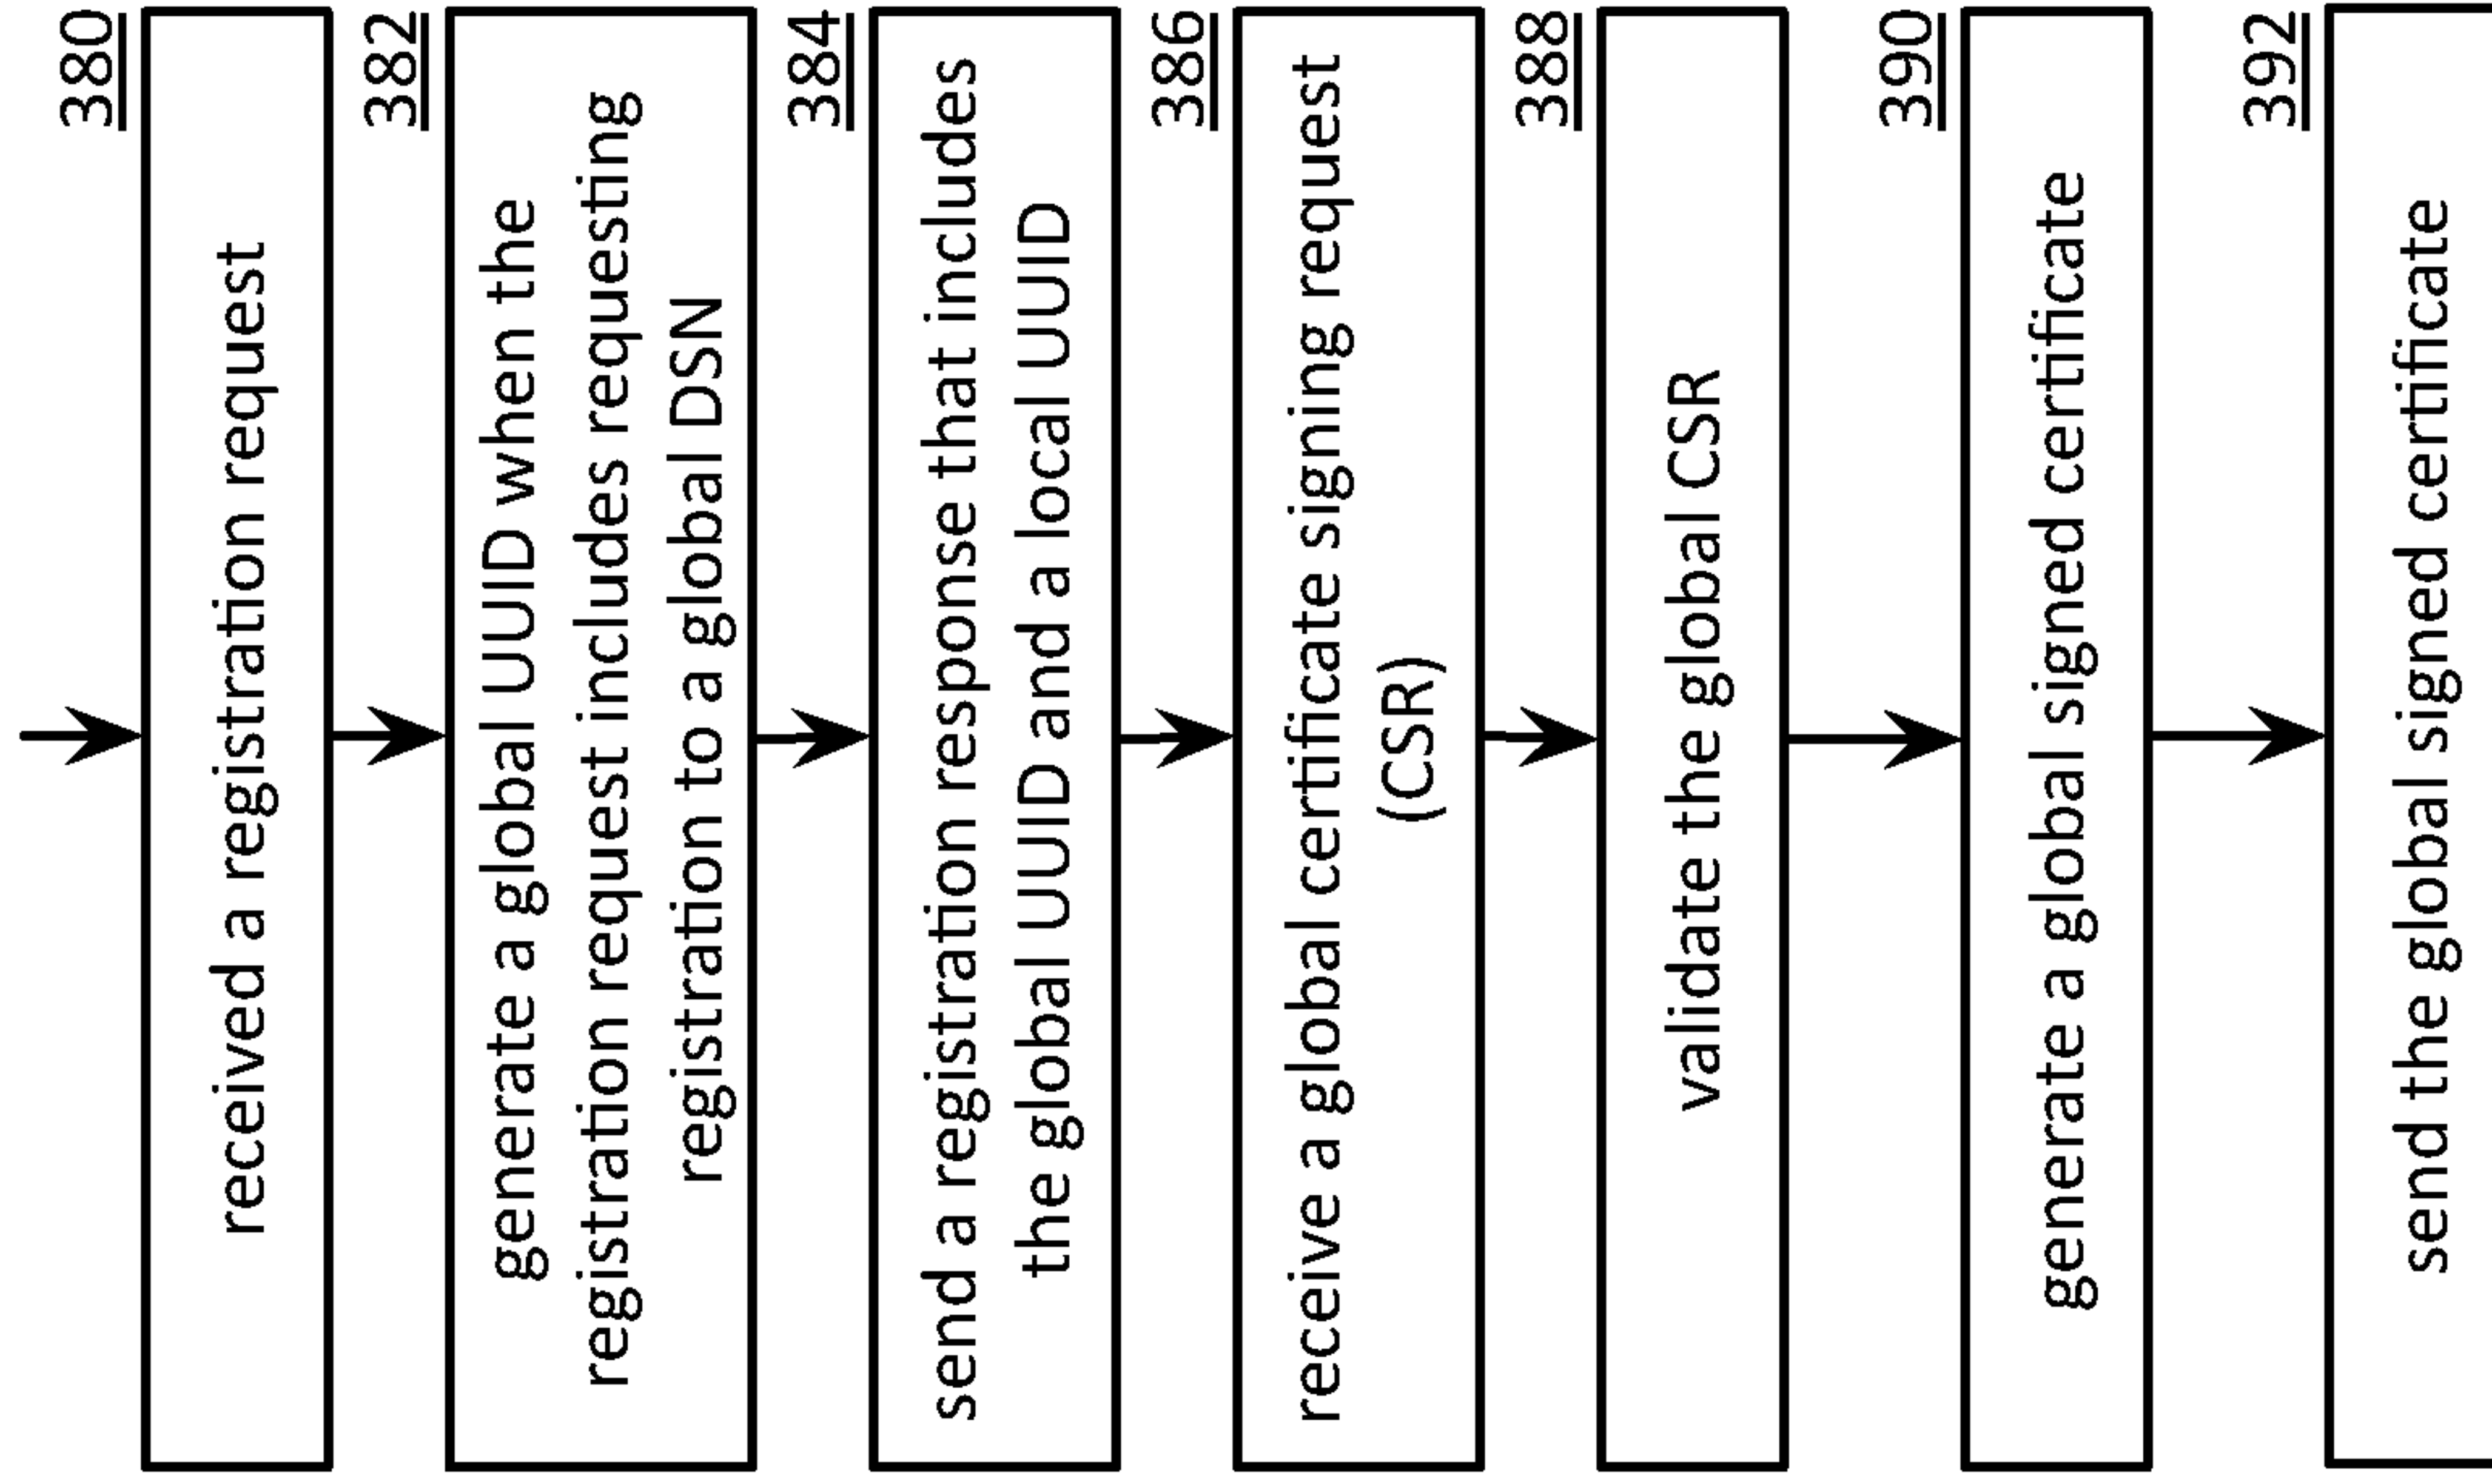 380
received a registration request
382
generate a global UUID when the
registration request includes requesting
registration to a global DSN
384
send a registration response that includes
the global UUID and a local UUID
386
receive a global certificate signing request
(CSR)
388
validate the global CSR
390
generate a global signed certificate
392
send the global signed certificate